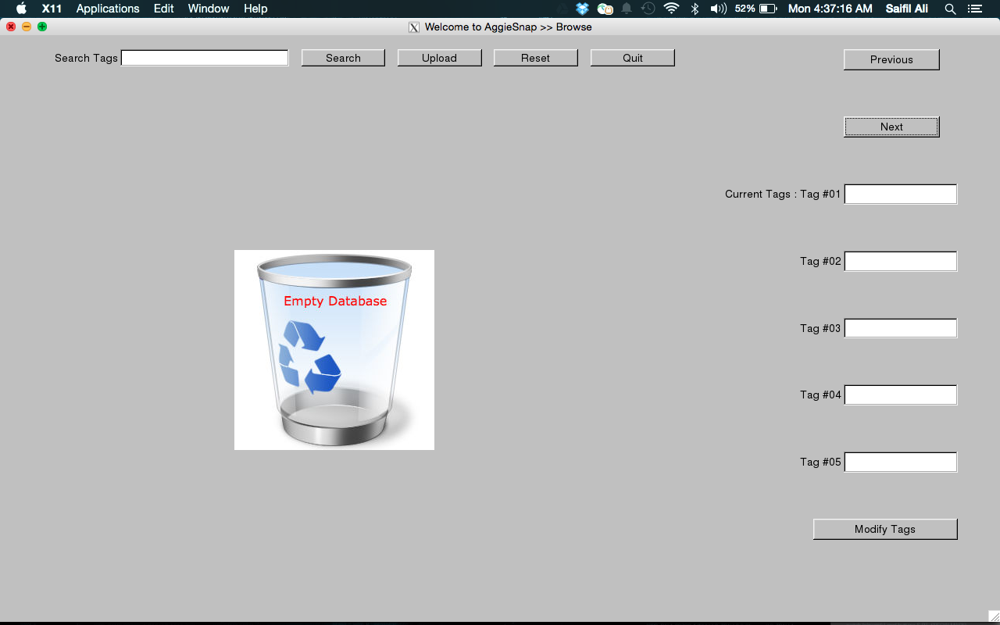 X11 Applications Edit Window Help 52% Mon 4:37:16 AM Saifil Ali
X Welcome to AggieSnap >> Browse
Search Tags Search Upload Reset Quit Previous
Next
Current Tags : Tag #01
Tag #02
Empty Database
Tag #03
Tag #04
Tag #05
Modify Tags